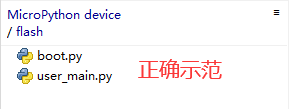 MicroPython device
/ flash
boot.py
user_main.py
正确示范